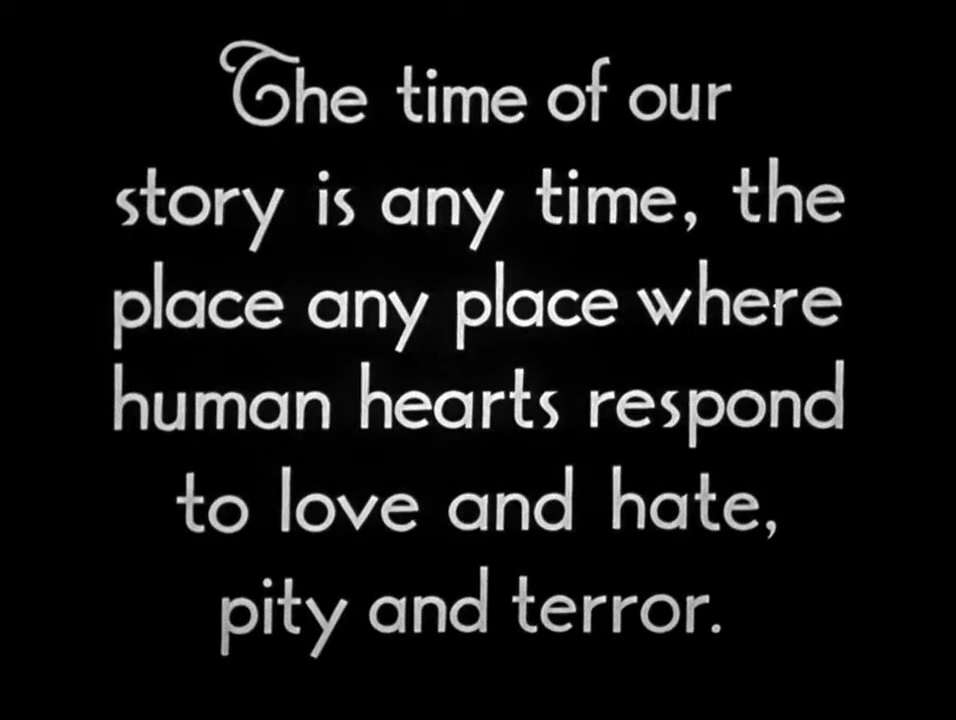 The time of our
story is any time, the
place any place where
human hearts respond
to love and hate,
pity and terror.